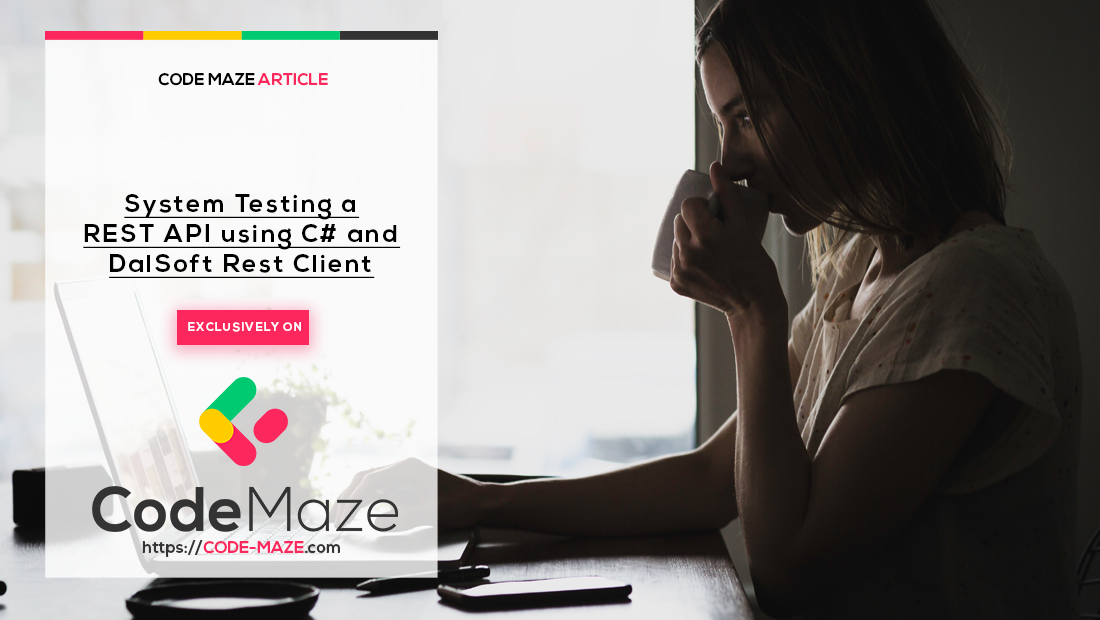 CODE MAZE ARTICLE
System Testing a
REST API using C# and
DalSoft Rest Client
EXCLUSIVELY ON
CodeMaze
https://CODE-MAZE.com